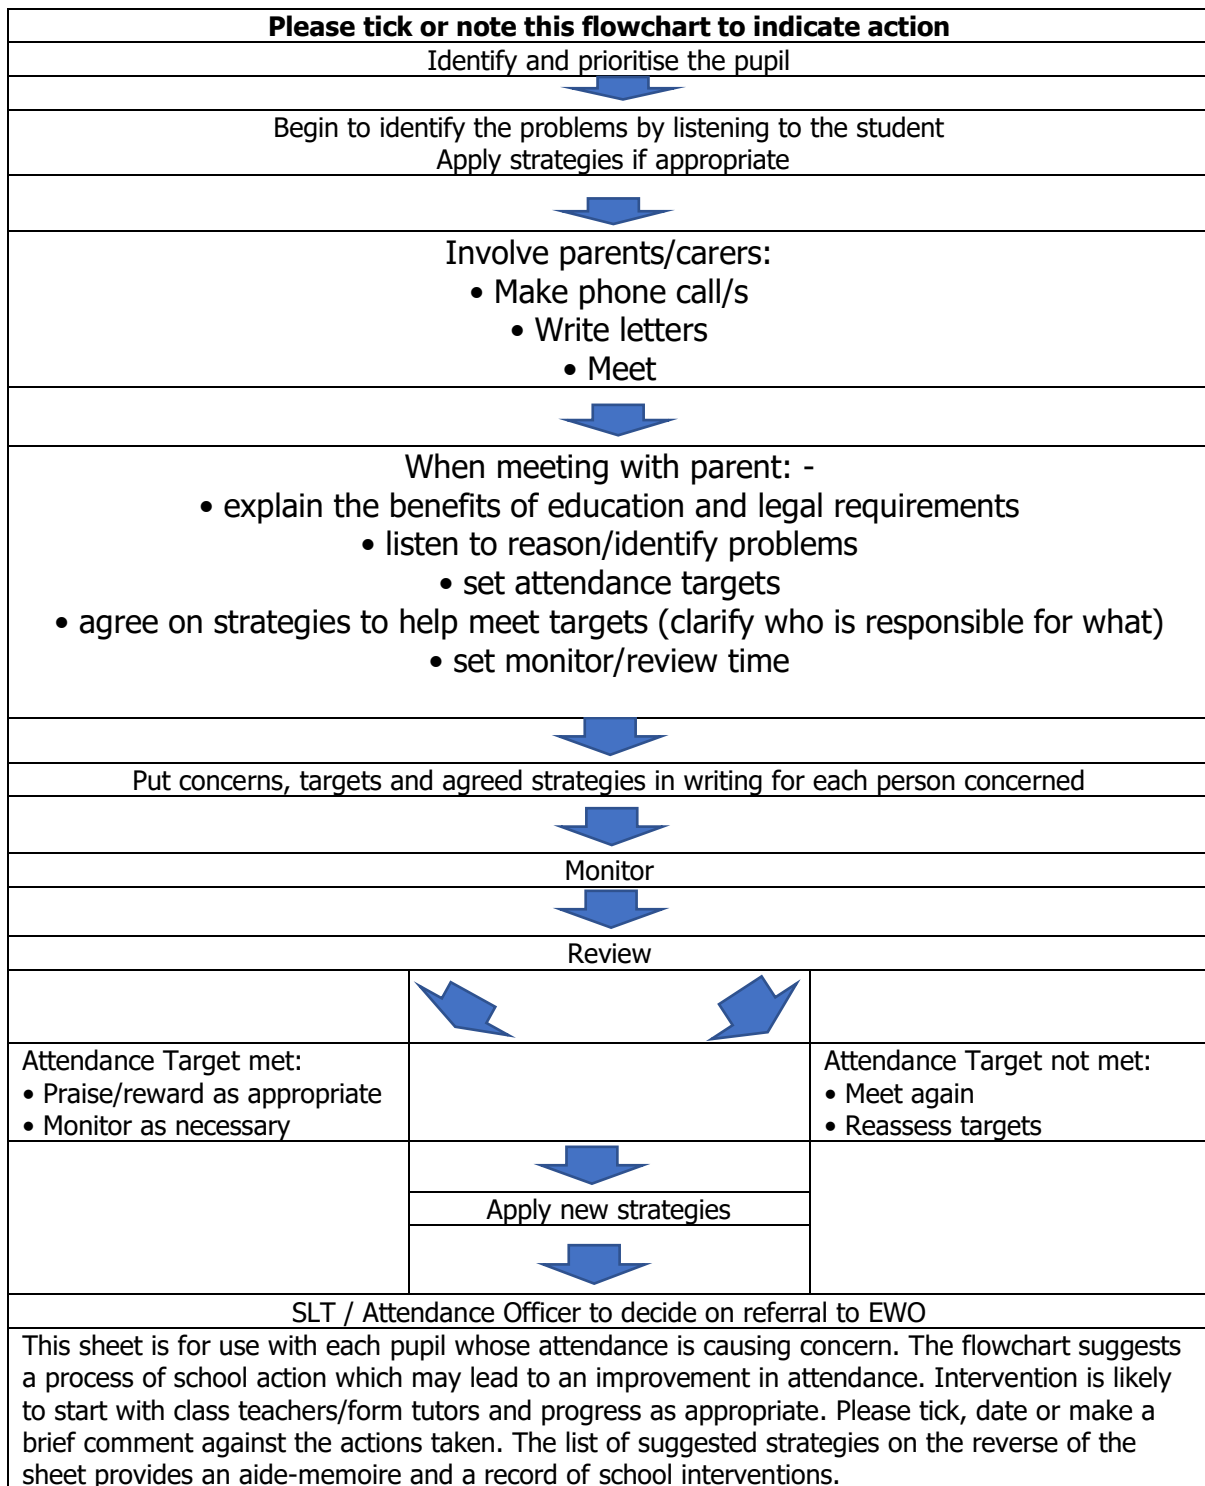 Please tick or note this flowchart to indicate action
Identify and prioritise the pupil
Begin to identify the problems by listening to the student
Apply strategies if appropriate
Involve parents/carers:
• Make phone call/s
• Write letters
• Meet
When meeting with parent: -
• explain the benefits of education and legal requirements
• listen to reason/identify problems
• set attendance targets
• agree on strategies to help meet targets (clarify who is responsible for what)
• set monitor/review time
Put concerns, targets and agreed strategies in writing for each person concerned
Monitor
Review
Attendance Target met:
• Praise/reward as appropriate
• Monitor as necessary
Attendance Target not met:
• Meet again
• Reassess targets
Apply new strategies
SLT / Attendance Officer to decide on referral to EWO
This sheet is for use with each pupil whose attendance is causing concern. The flowchart suggests
a process of school action which may lead to an improvement in attendance. Intervention is likely
to start with class teachers/form tutors and progress as appropriate. Please tick, date or make a
brief comment against the actions taken. The list of suggested strategies on the reverse of the
sheet provides an aide-memoire and a record of school interventions.